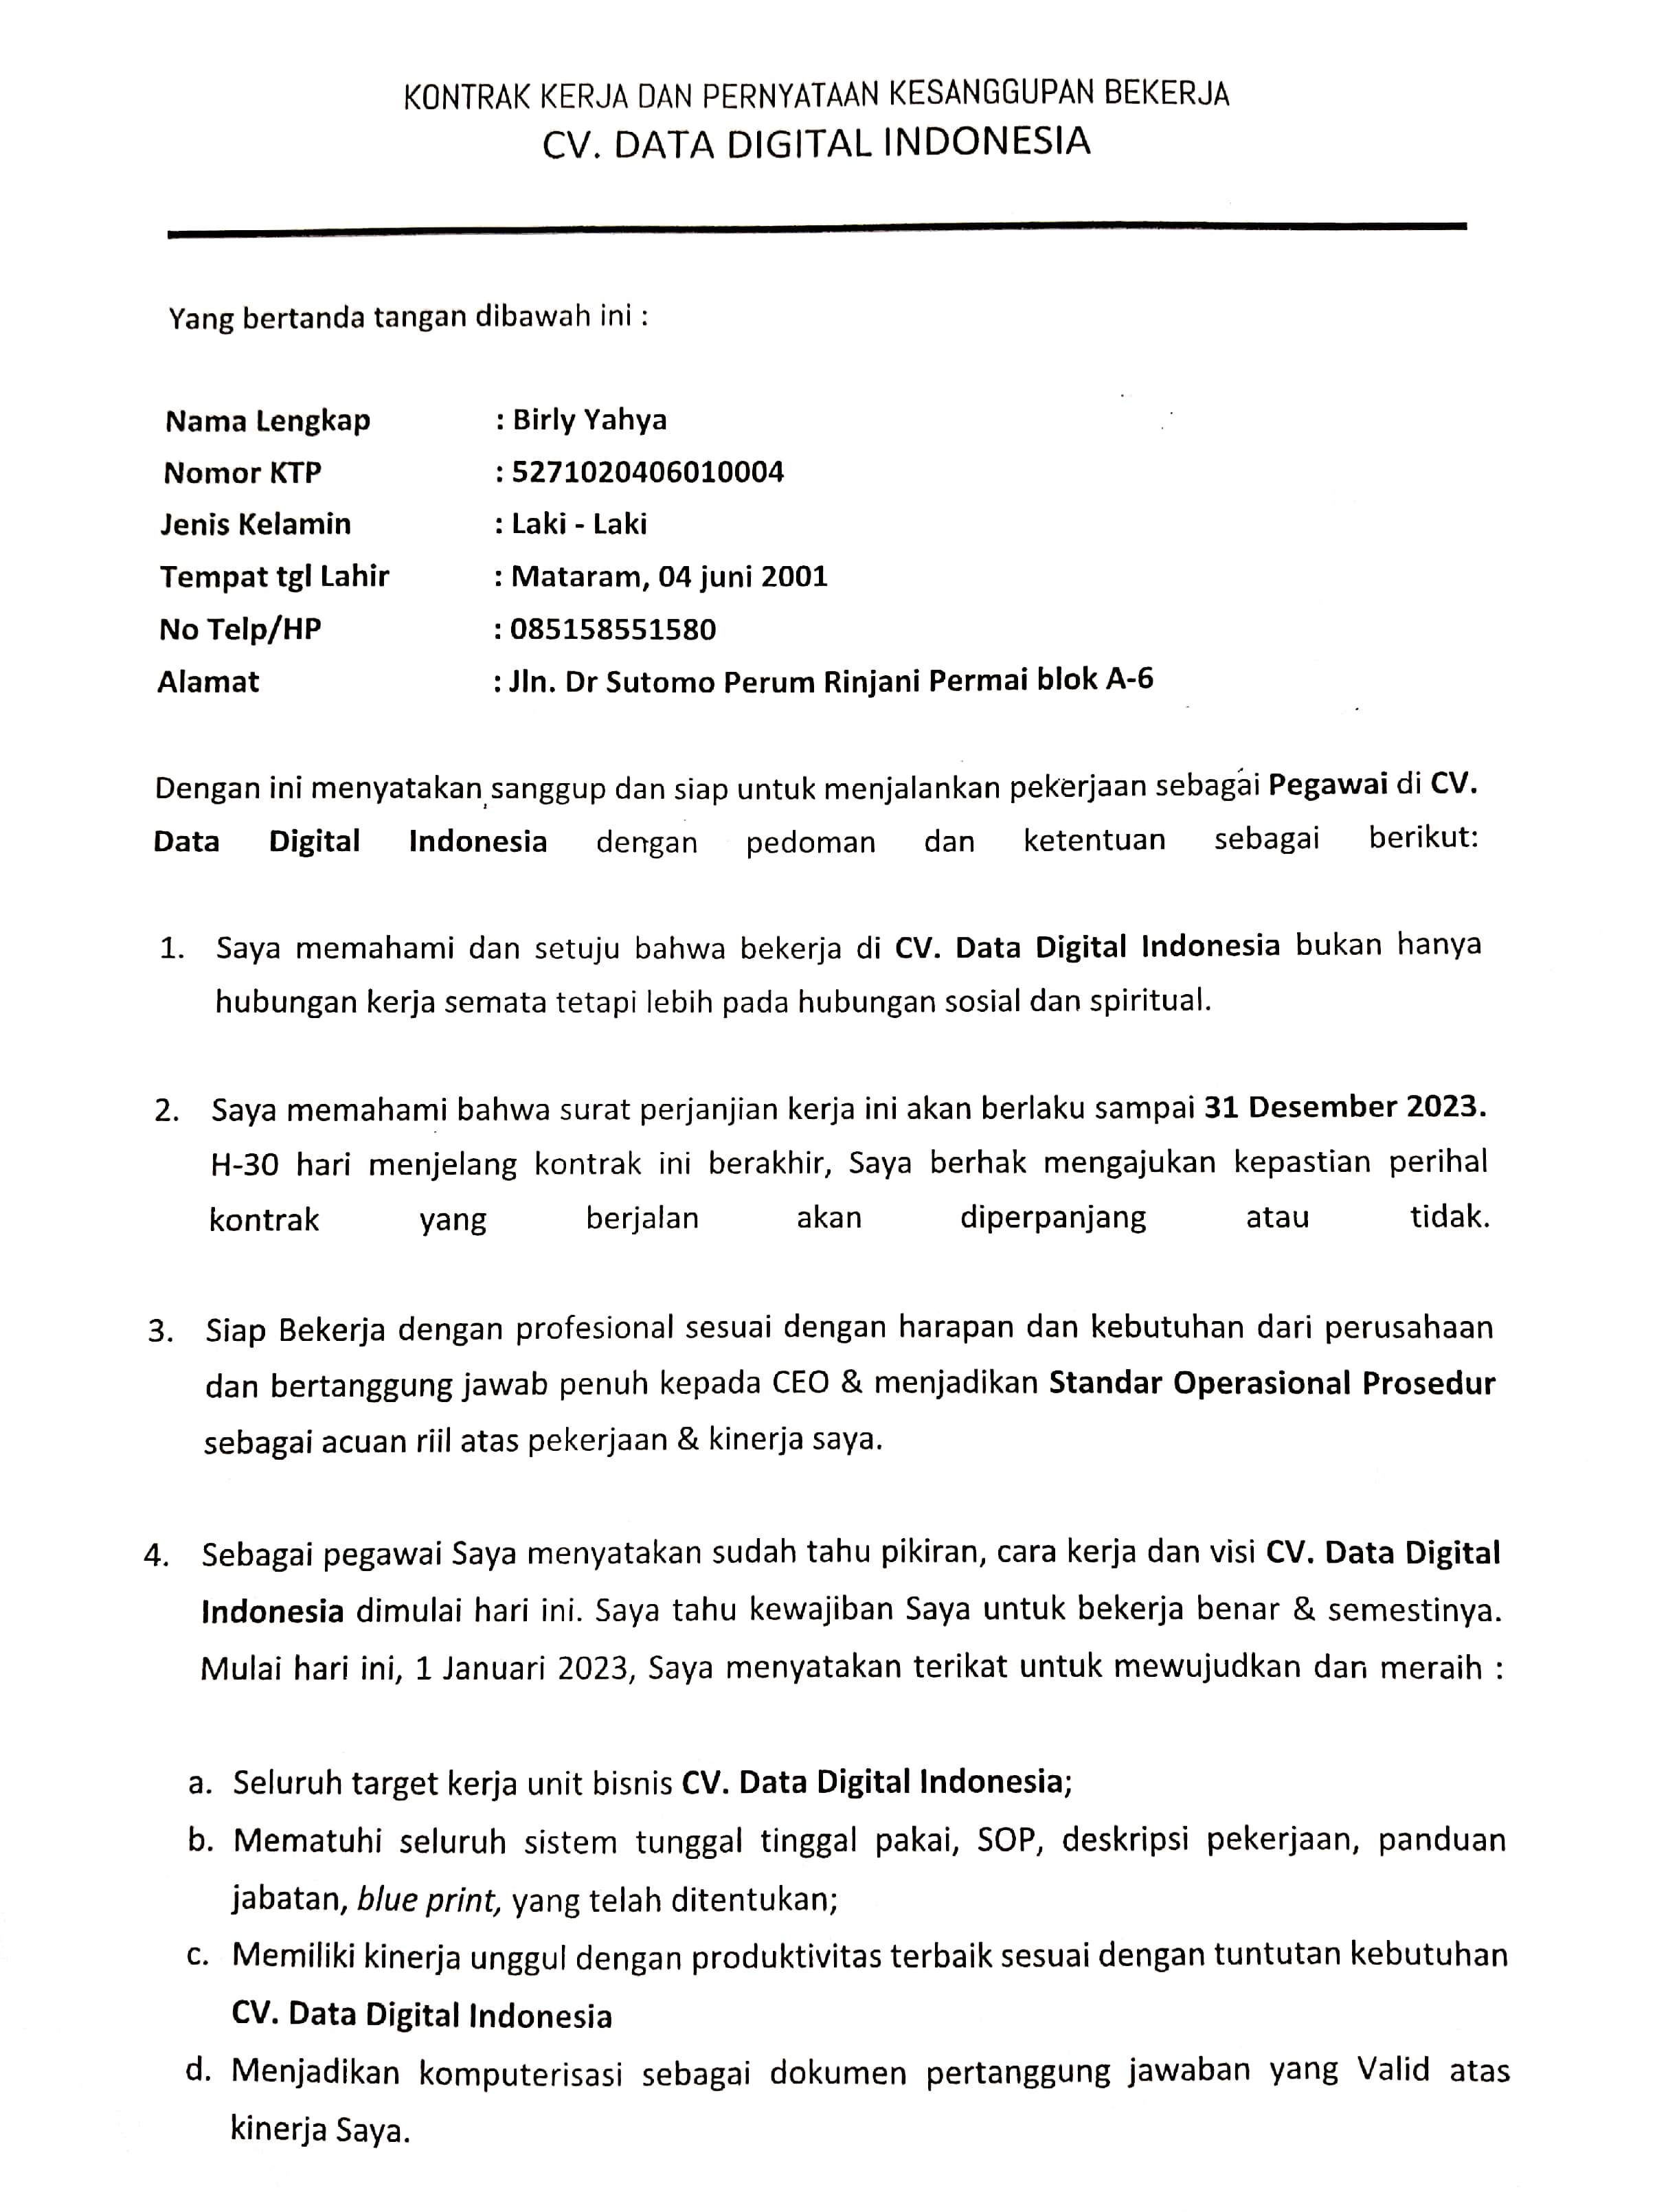 KONTRAK KERJA DAN PERNYATAAN KESANGGUPAN BEKERJA
CV. DATA DIGITAL INDONESIA
Yang bertanda tangan dibawah ini :
Nama Lengkap : Birly Yahya
Nomor KTP : 5271020406010004
Jenis Kelamin : Laki - Laki
Tempat tgl Lahir : Mataram, 04 juni 2001
No Telp/HP : 085158551580
Alamat : Jln. Dr Sutomo Perum Rinjani Permai blok A-6
Dengan ini menyatakan sanggup dan siap untuk menjalankan pekerjaan sebagai Pegawai di CV.
Data Digital Indonesia dengan pedoman dan ketentuan sebagai berikut:
1. Saya memahami dan setuju bahwa bekerja di CV. Data Digital Indonesia bukan hanya
hubungan kerja semata tetapi lebih pada hubungan sosial dan spiritual.
2. Saya memahami bahwa surat perjanjian kerja ini akan berlaku sampai 31 Desember 2023.
H-30 hari menjelang kontrak ini berakhir, Saya berhak mengajukan kepastian perihal
kontrak yang berjalan akan diperpanjang atau tidak.
3. Siap Bekerja dengan profesional sesuai dengan harapan dan kebutuhan dari perusahaan
dan bertanggung jawab penuh kepada CEO & menjadikan Standar Operasional Prosedur
sebagai acuan riil atas pekerjaan & kinerja saya.
4. Sebagai pegawai Saya menyatakan sudah tahu pikiran, cara kerja dan visi CV. Data Digital
Indonesia dimulai hari ini. Saya tahu kewajiban Saya untuk bekerja benar & semestinya.
Mulai hari ini, 1 Januari 2023, Saya menyatakan terikat untuk mewujudkan dan meraih :
a. Seluruh target kerja unit bisnis CV. Data Digital Indonesia;
b. Mematuhi seluruh sistem tunggal tinggal pakai, SOP, deskripsi pekerjaan, panduan
jabatan, blue print, yang telah ditentukan;
c. Memiliki kinerja unggul dengan produktivitas terbaik sesuai dengan tuntutan kebutuhan
CV. Data Digital Indonesia
d. Menjadikan komputerisasi sebagai dokumen pertanggung jawaban yang Valid atas
kinerja Saya.